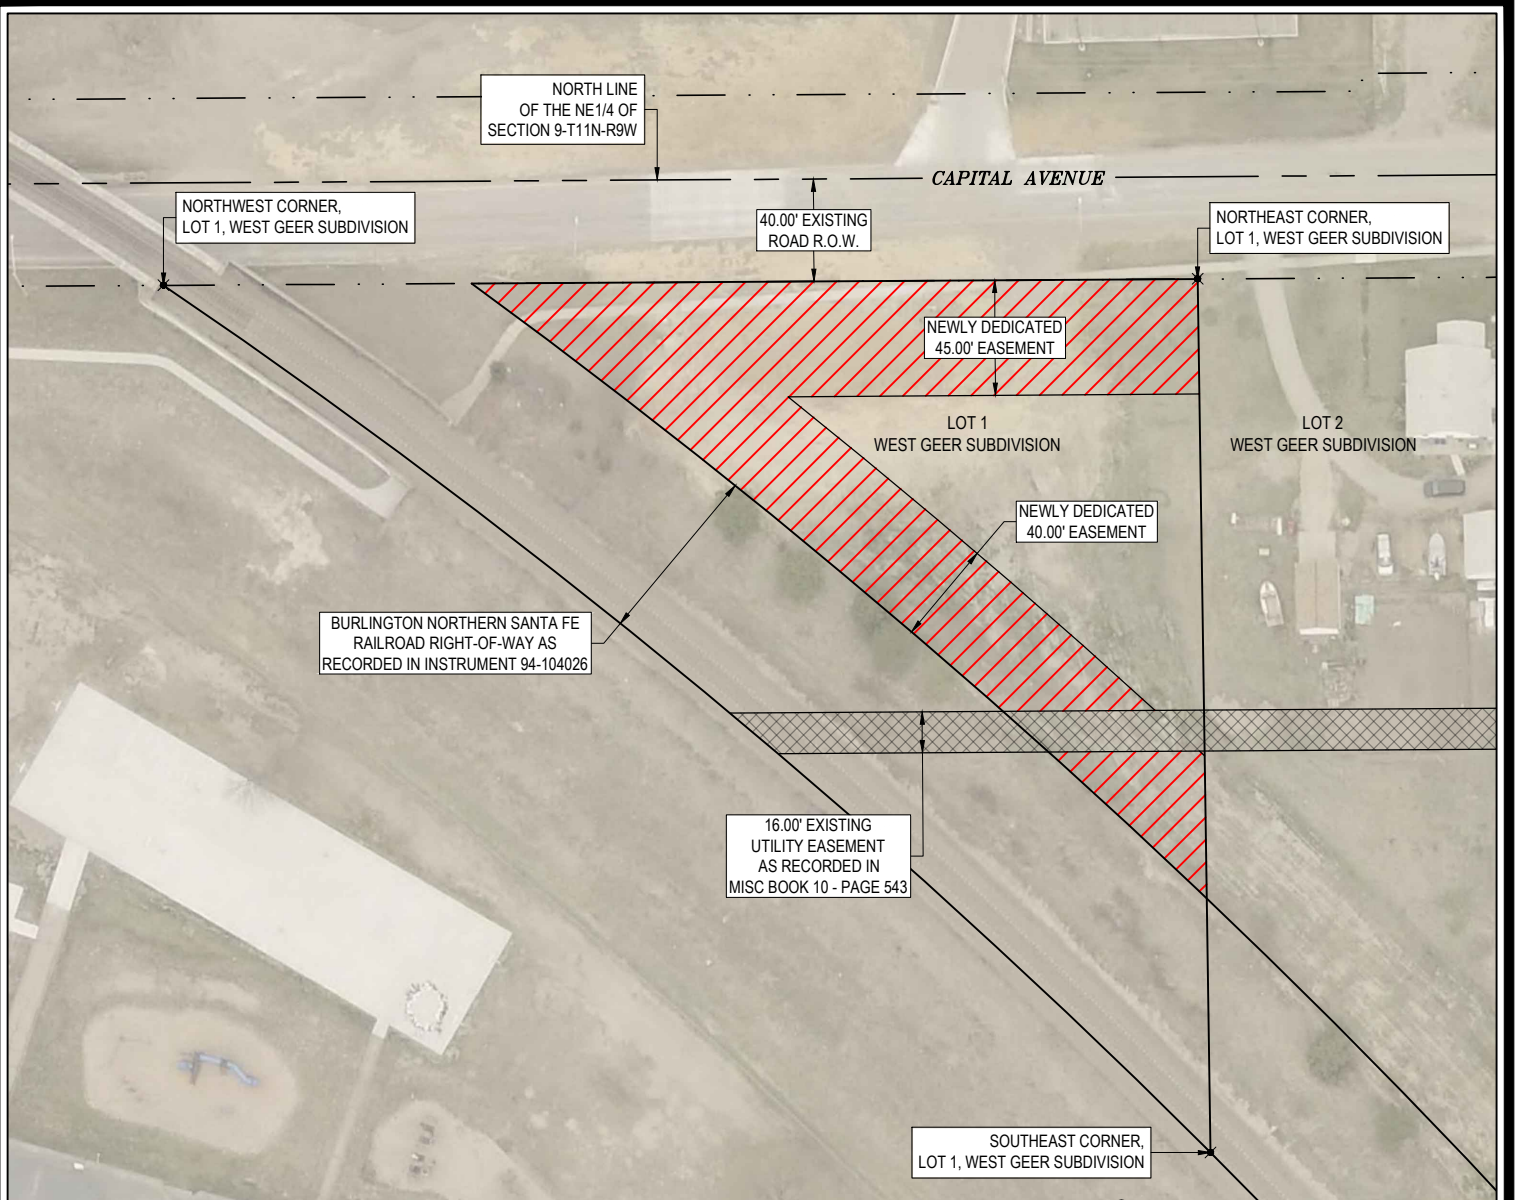 NORTH LINE
OF THE NE1/4 OF
SECTION 9-T11N-R9W
CAPITAL AVENUE
NORTHWEST CORNER,
LOT 1, WEST GEER SUBDIVISION
40.00' EXISTING
ROAD R.O.W.
NORTHEAST CORNER,
LOT 1, WEST GEER SUBDIVISION
NEWLY DEDICATED
45.00' EASEMENT
LOT 1
WEST GEER SUBDIVISION
LOT 2
WEST GEER SUBDIVISION
NEWLY DEDICATED
40.00' EASEMENT
BURLINGTON NORTHERN SANTA FE
RAILROAD RIGHT-OF-WAY AS
RECORDED IN INSTRUMENT 94-104026
16.00' EXISTING
UTILITY EASEMENT
AS RECORDED IN
MISC BOOK 10 - PAGE 543
SOUTHEAST CORNER,
LOT 1, WEST GEER SUBDIVISION